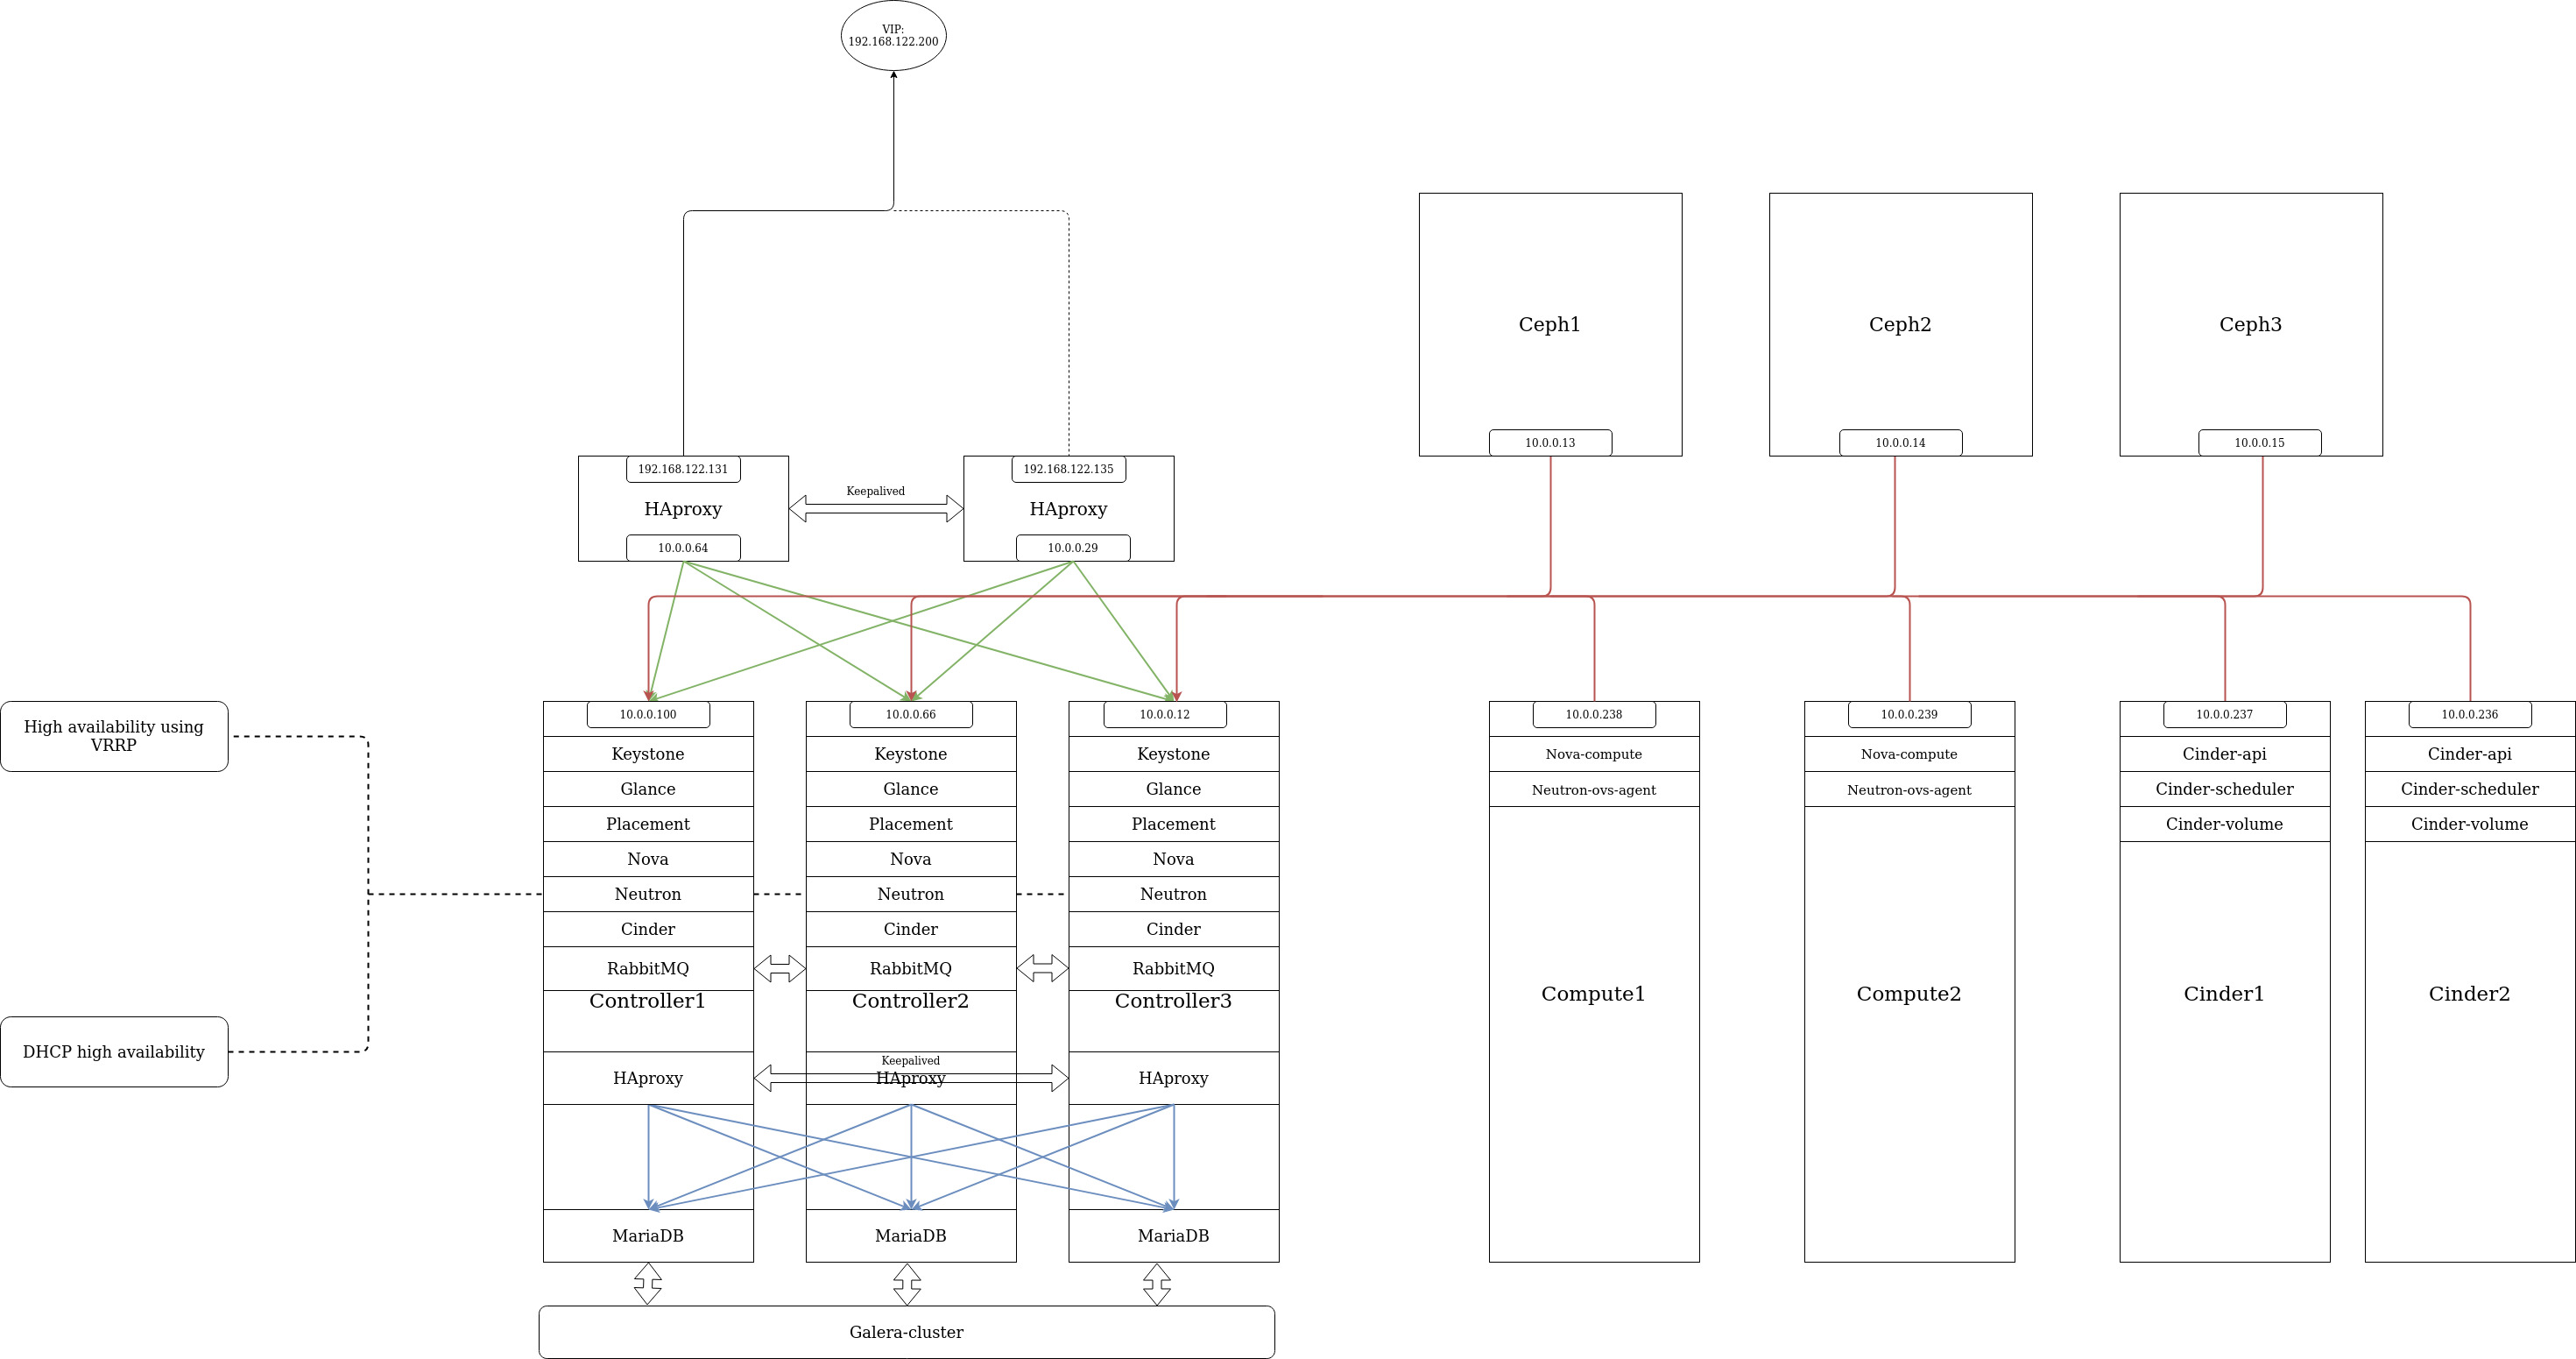 VIP:
192.168.122.200
Ceph1
Ceph2
Ceph3
10.0.0.13
10.0.0.14
10.0.0.15
192.168.122.131
HAproxy
10.0.0.64
Keepalived
192.168.122.135
HAproxy
10.0.0.29
High availability using
VRRP
DHCP high availability
10.0.0.100
Keystone
Glance
Placement
Nova
Neutron
Cinder
RabbitMQ
Controller1
HAproxy
MariaDB
10.0.0.66
Keystone
Glance
Placement
Nova
Neutron
Cinder
RabbitMQ
Controller2
Keepalived
HAproxy
MariaDB
10.0.0.12
Keystone
Glance
Placement
Nova
Neutron
Cinder
RabbitMQ
Controller3
HAproxy
MariaDB
Galera-cluster
10.0.0.238
Nova-compute
Neutron-ovs-agent
Compute1
10.0.0.239
Nova-compute
Neutron-ovs-agent
Compute2
10.0.0.237
Cinder-api
Cinder-scheduler
Cinder-volume
Cinder1
10.0.0.236
Cinder-api
Cinder-scheduler
Cinder-volume
Cinder2